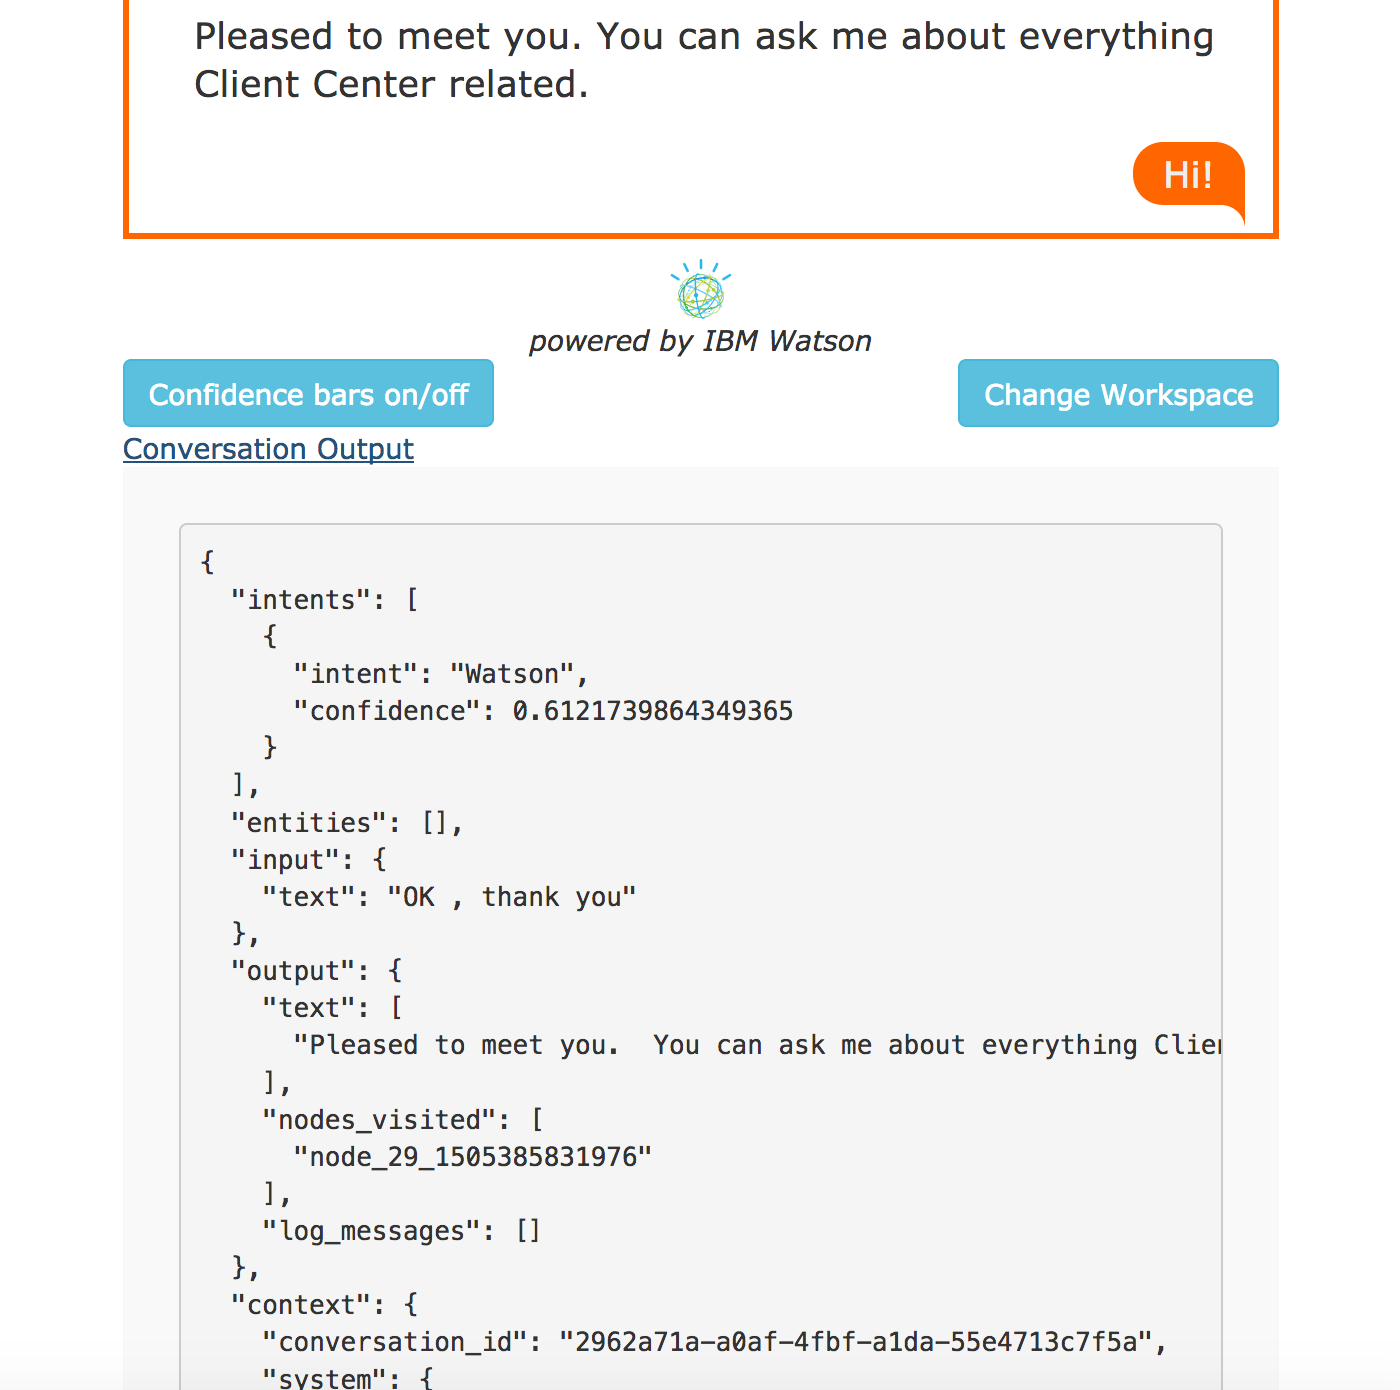 Pleased to meet you. You can ask me about everything
Client Center related.
Hi!
powered by IBM Watson
Confidence bars on/off
Change Workspace
Conversation Output
{
"intents": [
{
"intent": "Watson",
"confidence": 0.6121739864349365
}
],
"entities": [],
"input": {
"text": "OK , thank you"
},
"output": {
"text": [
"Pleased to meet you.  You can ask me about everything Clien
],
"nodes_visited": [
"node_29_1505385831976"
],
"log_messages": []
},
"context": {
"conversation_id": "2962a71a-a0af-4fbf-a1da-55e4713c7f5a",
"system": {